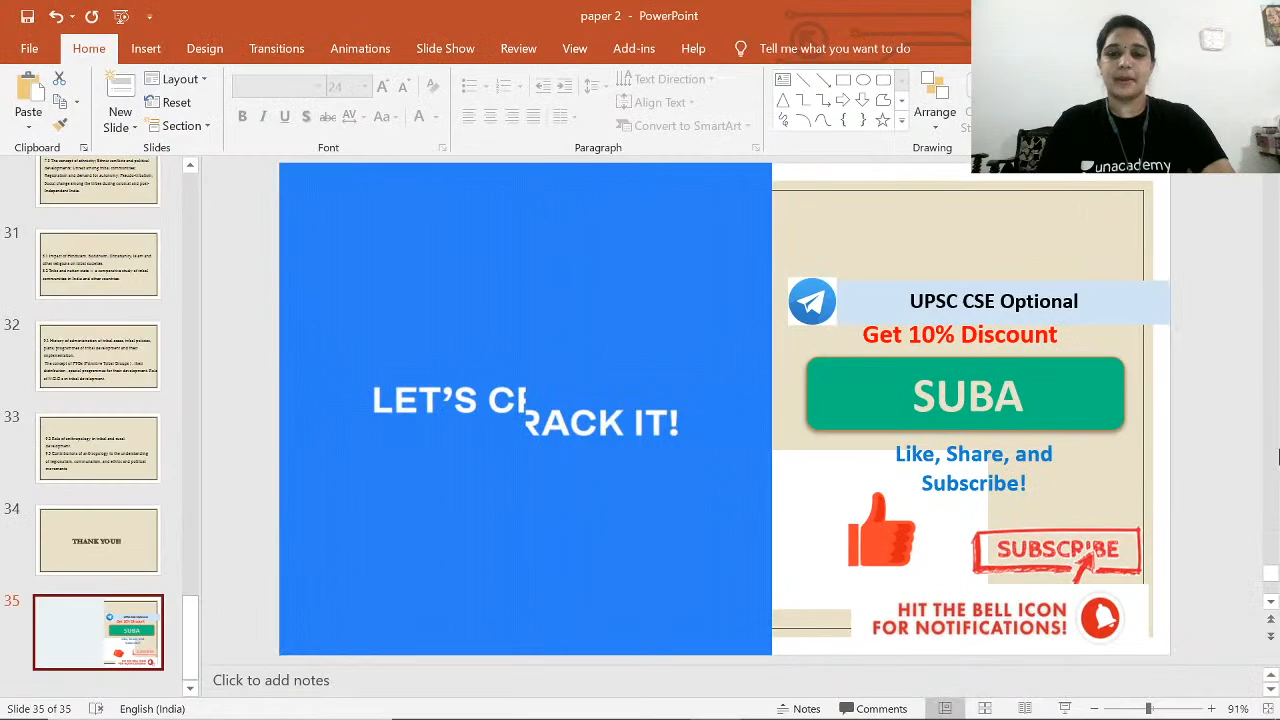 paper 2 - PowerPoint
File Home Insert Design Transitions Animations Slide Show Review View Add-ins Help Tell me what you want to do
Paste
Clipboard
New Slide
Layout
Reset
Section
Slides
B I U S abc AV Aa A
Font
Text Direction
Align Text
Convert to SmartArt
Paragraph
Arrange
Drawing
unacademy
31
32
33
34
THANK YOU!!
35
LET'S CRACK IT!
UPSC CSE Optional
Get 10% Discount
SUBA
Like, Share, and
Subscribe!
SUBSCRIBE
HIT THE BELL ICON
FOR NOTIFICATIONS!
Click to add notes
Slide 35 of 35 English (India) Notes Comments 91%